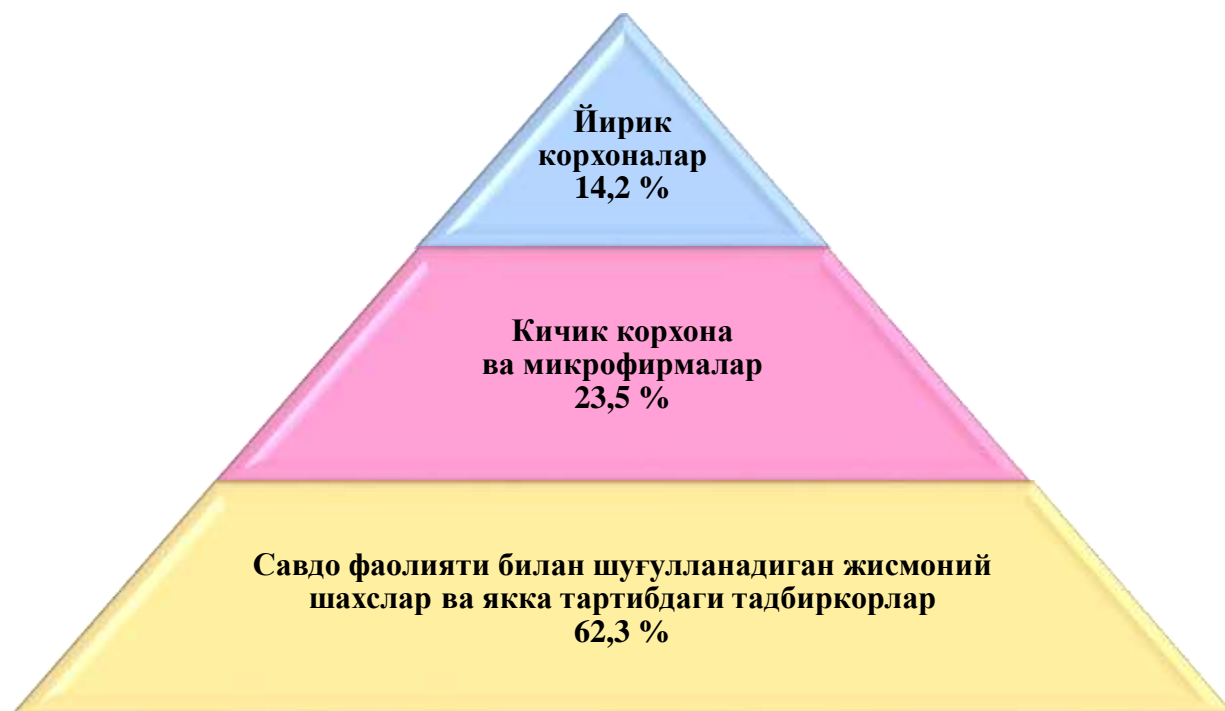 Йирик
корхоналар
14,2 %
Кичик корхона
ва микрофирмалар
23,5 %
Савдо фаолияти билан шуғулланадиган жисмоний
шахслар ва якка тартибдаги тадбиркорлар
62,3 %